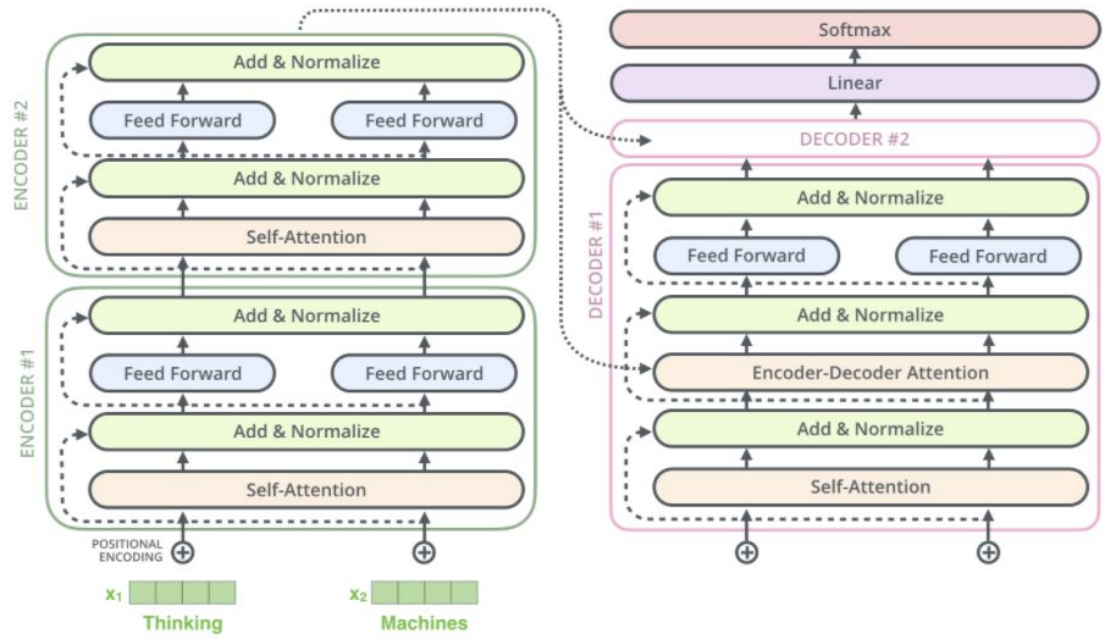 ENCODER #2
Add & Normalize
Feed Forward
Feed Forward
Add & Normalize
Self-Attention
ENCODER #1
Add & Normalize
Feed Forward
Feed Forward
Add & Normalize
Self-Attention
POSITIONAL
ENCODING
x₁
x₂
Thinking
Machines
Softmax
Linear
DECODER #2
DECODER #1
Add & Normalize
Feed Forward
Feed Forward
Add & Normalize
Encoder-Decoder Attention
Add & Normalize
Self-Attention